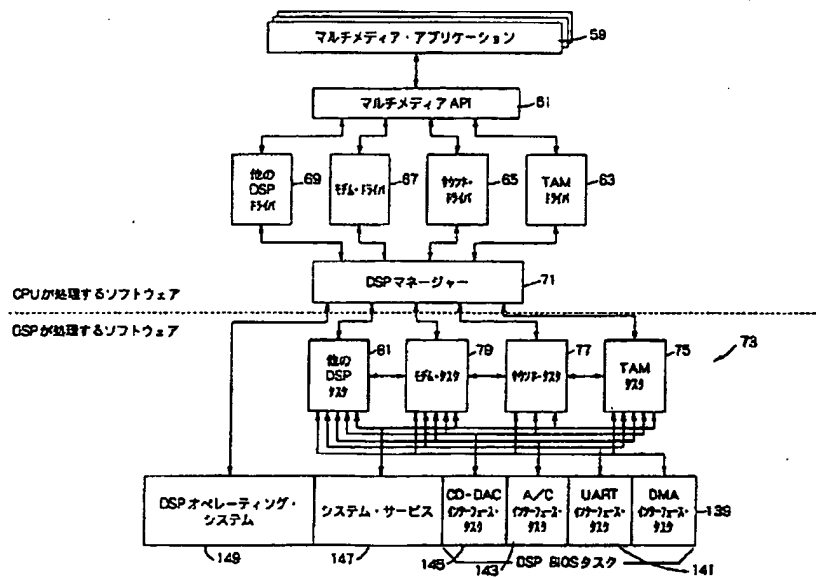 マルチメディア・アプリケーション
59
マルチメディア API
61
他の
DSP
ドライバ
69
モデム・ドライバ
67
サウンド・
ドライバ
65
TAM
ドライバ
63
DSP マネージャー
71
CPUが処理するソフトウェア
DSPが処理するソフトウェア
他の
DSP
タスク
81
モデム・タスク
79
サウンド・タスク
77
TAM
タスク
75
73
DSPオペレーティング・
システム
システム・サービス
CD-DAC
インターフェース・
タスク
A/C
インターフェース・
タスク
UART
インターフェース・
タスク
DMA
インターフェース・
タスク
139
149
147
145
143
DSP BIOSタスク
141